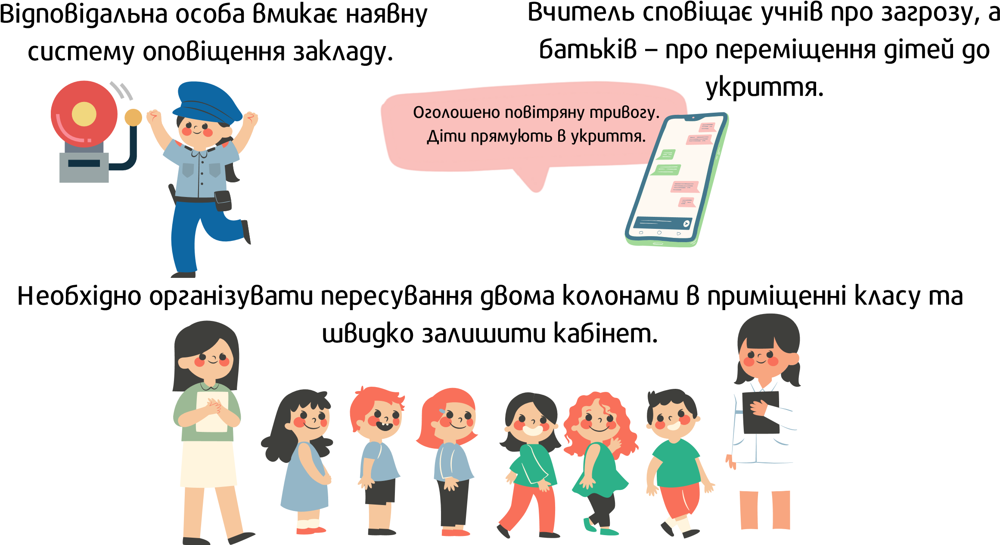 Відповідальна особа вмикає наявну
систему оповіщення закладу.
Вчитель сповіщає учнів про загрозу, а
батьків – про переміщення дітей до
укриття.
Оголошено повітряну тривогу.
Діти прямують в укриття.
Необхідно організувати пересування двома колонами в приміщенні класу та
швидко залишити кабінет.